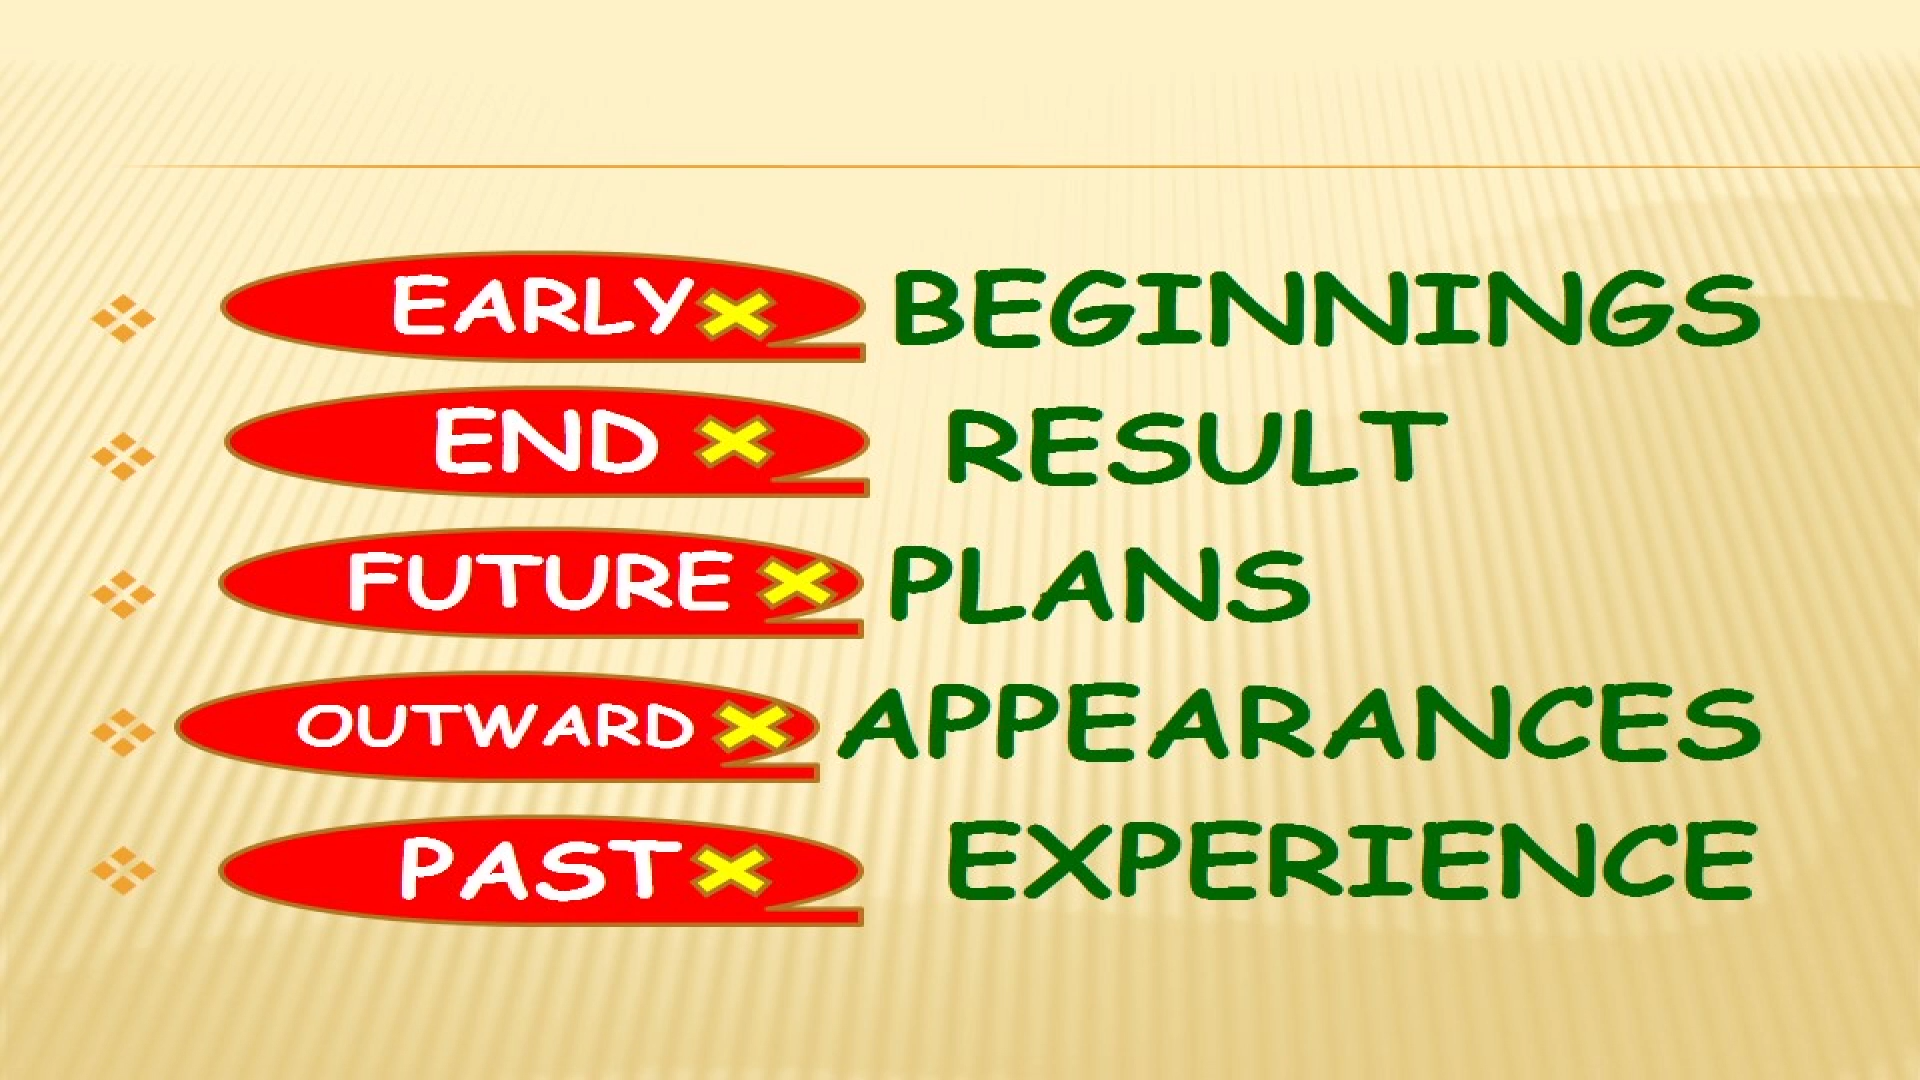 EARLY BEGINNINGS
END RESULT
FUTURE PLANS
OUTWARD APPEARANCES
PAST EXPERIENCE